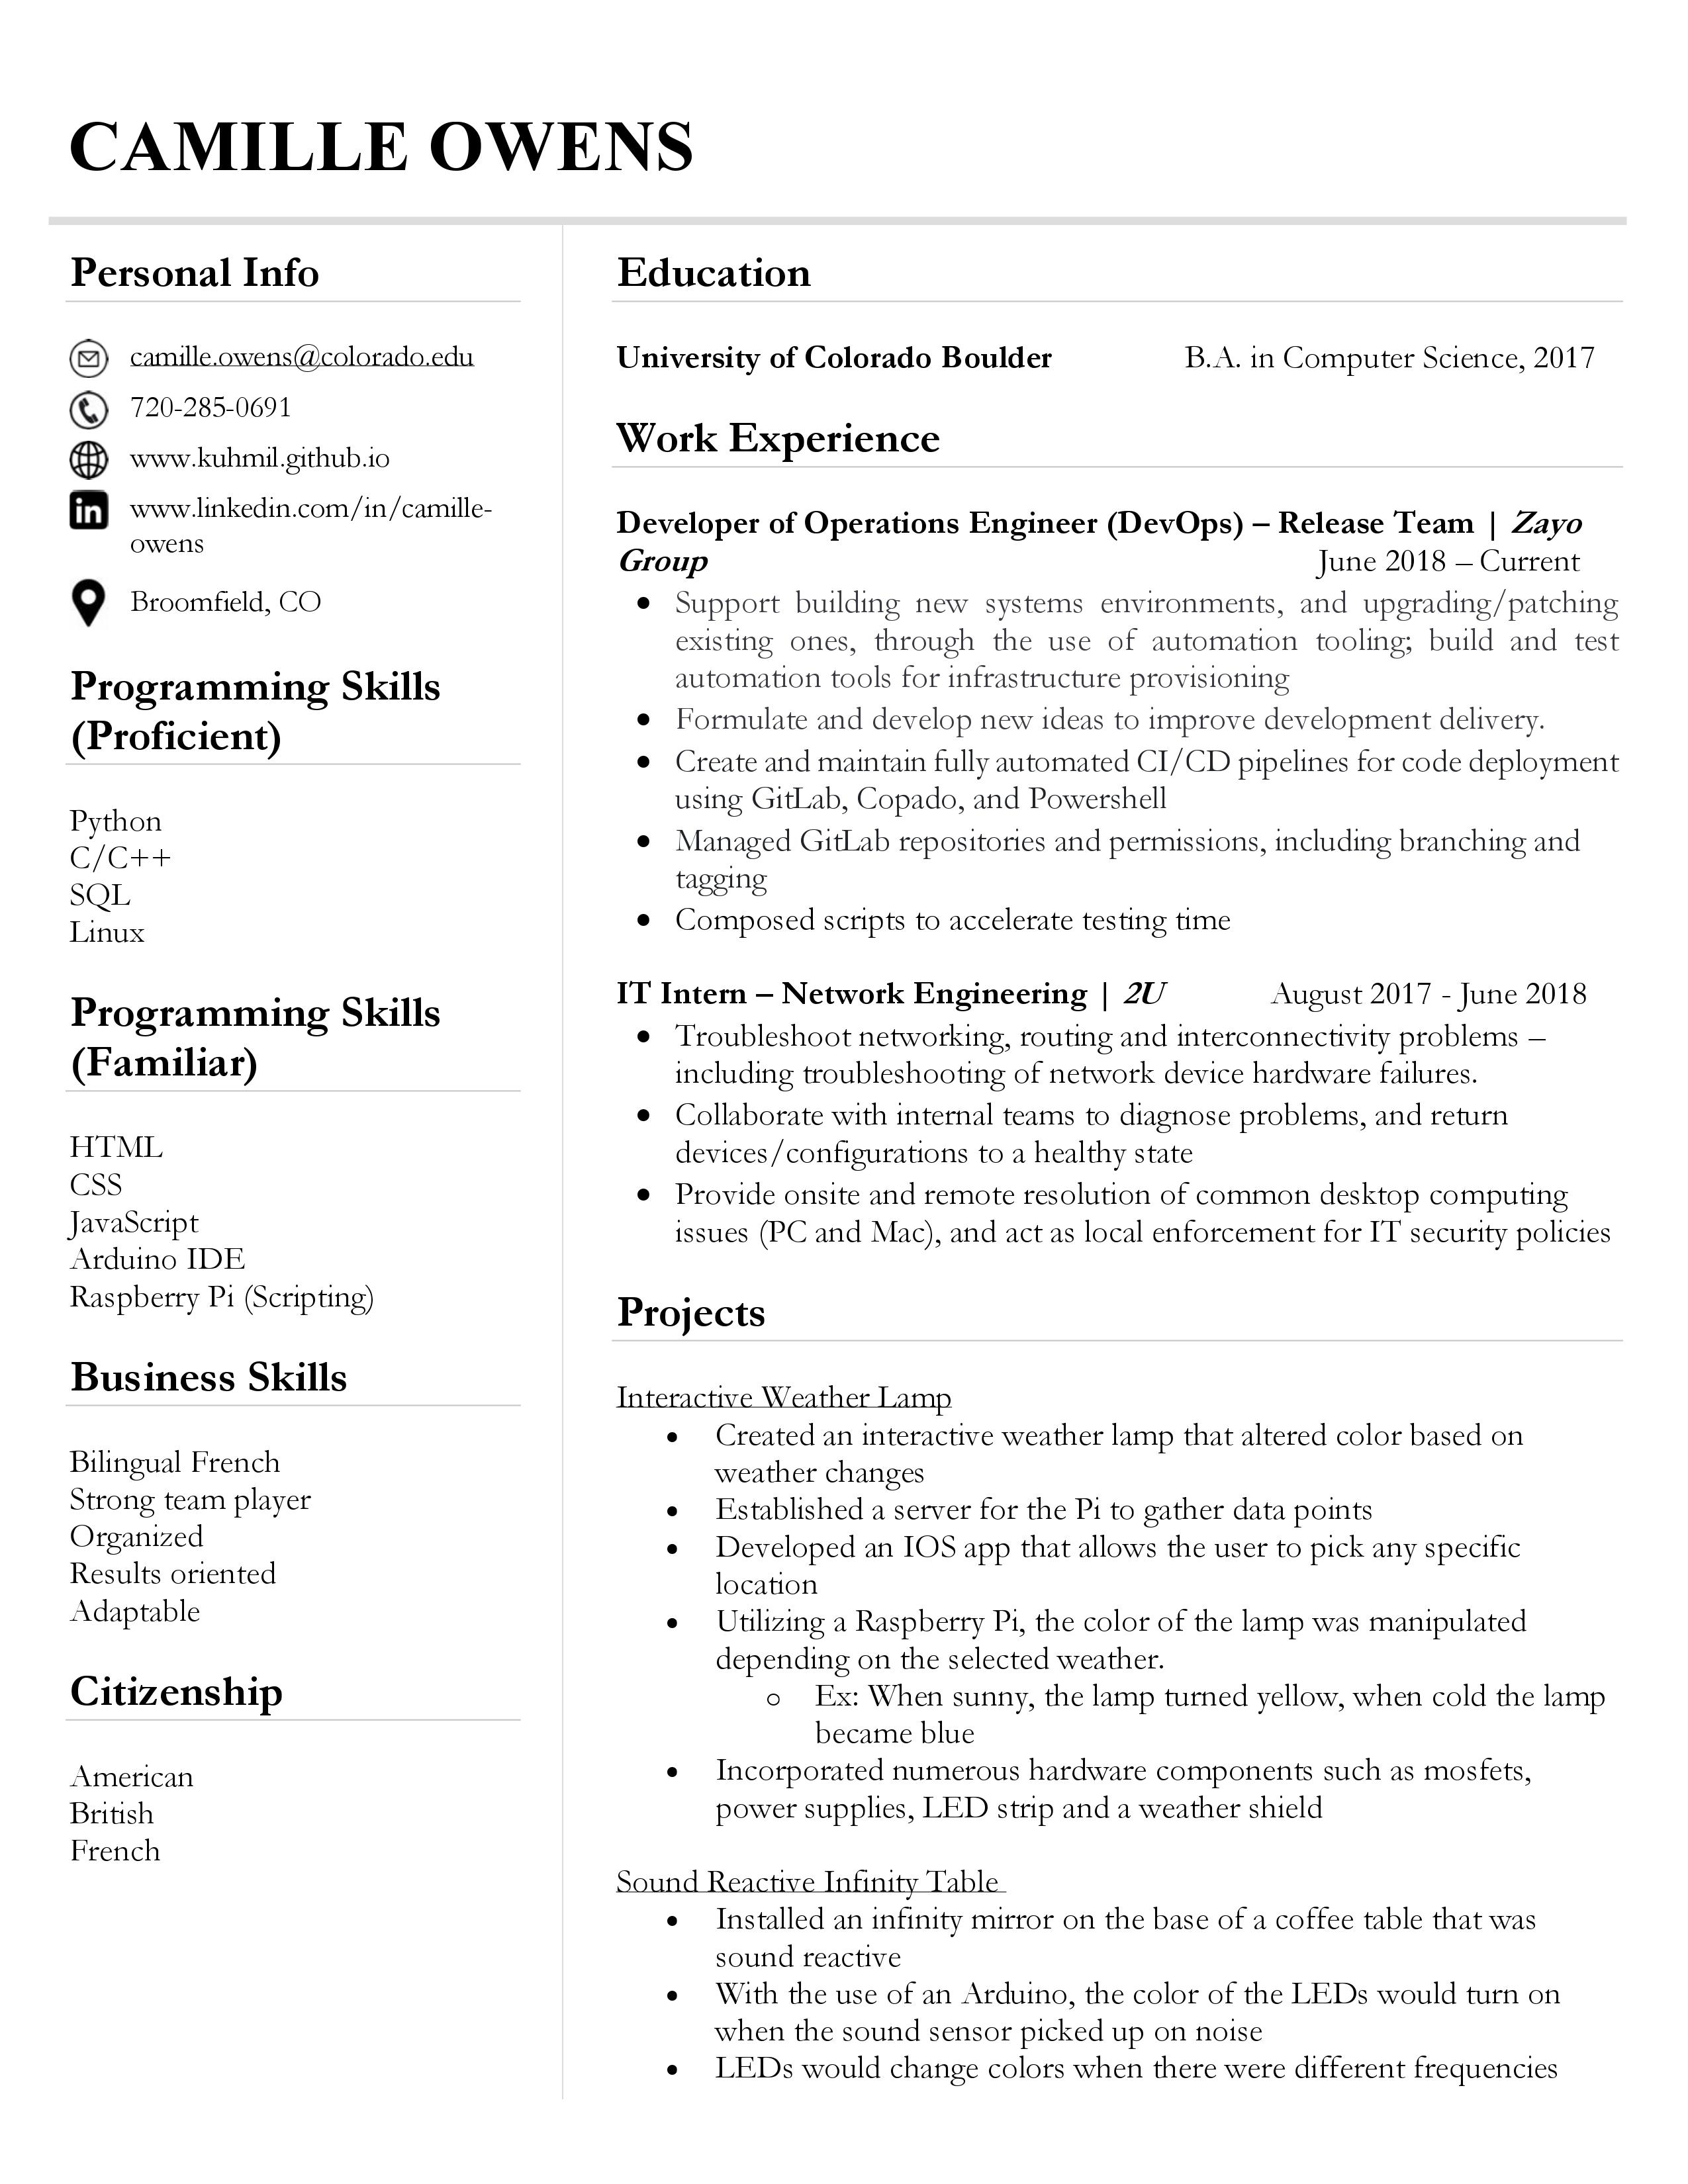 CAMILLE OWENS
Personal Info
camille.owens@colorado.edu
720-285-0691
www.kuhmil.github.io
in
www.linkedin.com/in/camille-
owens
Broomfield, CO
Programming Skills
(Proficient)
Python
C/C++
SQL
Linux
Programming Skills
(Familiar)
HTML
CSS
JavaScript
Arduino IDE
Raspberry Pi (Scripting)
Business Skills
Bilingual French
Strong team player
Organized
Results oriented
Adaptable
Citizenship
American
British
French
Education
University of Colorado Boulder B.A. in Computer Science, 2017
Work Experience
Developer of Operations Engineer (DevOps) – Release Team | Zayo
Group June 2018 – Current
• Support building new systems environments, and upgrading/patching
existing ones, through the use of automation tooling; build and test
automation tools for infrastructure provisioning
• Formulate and develop new ideas to improve development delivery.
• Create and maintain fully automated CI/CD pipelines for code deployment
using GitLab, Copado, and Powershell
• Managed GitLab repositories and permissions, including branching and
tagging
• Composed scripts to accelerate testing time
IT Intern – Network Engineering | 2U August 2017 - June 2018
• Troubleshoot networking, routing and interconnectivity problems –
including troubleshooting of network device hardware failures.
• Collaborate with internal teams to diagnose problems, and return
devices/configurations to a healthy state
• Provide onsite and remote resolution of common desktop computing
issues (PC and Mac), and act as local enforcement for IT security policies
Projects
Interactive Weather Lamp
• Created an interactive weather lamp that altered color based on
weather changes
• Established a server for the Pi to gather data points
• Developed an IOS app that allows the user to pick any specific
location
• Utilizing a Raspberry Pi, the color of the lamp was manipulated
depending on the selected weather.
o Ex: When sunny, the lamp turned yellow, when cold the lamp
became blue
• Incorporated numerous hardware components such as mosfets,
power supplies, LED strip and a weather shield
Sound Reactive Infinity Table
• Installed an infinity mirror on the base of a coffee table that was
sound reactive
• With the use of an Arduino, the color of the LEDs would turn on
when the sound sensor picked up on noise
• LEDs would change colors when there were different frequencies